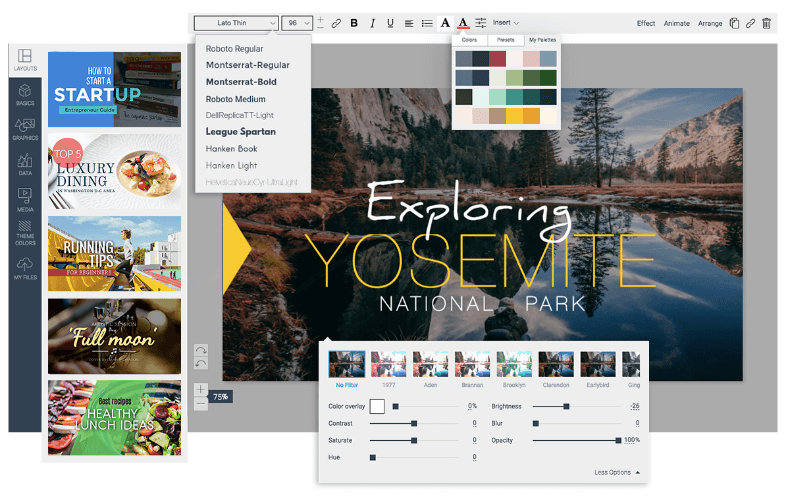 Lato Thin
96
B
I
U
A
A
Insert
Effect
Animate
Arrange
Roboto Regular
Montserrat-Regular
Montserrat-Bold
Roboto Medium
DellReplicaTT-Light
League Spartan
Hanken Book
Hanken Light
HelveticaNeueCyr-UltraLight
Colors
Presets
My Palettes
LAYOUTS
BASICS
GRAPHICS
DATA
MEDIA
THEME
COLORS
MY FILES
HOW TO
START A
STARTUP
Entrepreneur Guide
TOP 5
LUXURY
DINING
IN WASHINGTON D.C AREA
RUNNING
TIPS
FOR BEGINNERS
'Full moon'
Best recipes
HEALTHY
LUNCH IDEAS
Exploring
YOSEMITE
NATIONAL PARK
75%
No Filter
1977
Aden
Brannan
Brooklyn
Clarendon
Earlybird
Ging
Color overlay
0%
Contrast
0
Saturate
0
Hue
0
Brightness
-26
Blur
0
Opacity
100%
Less Options